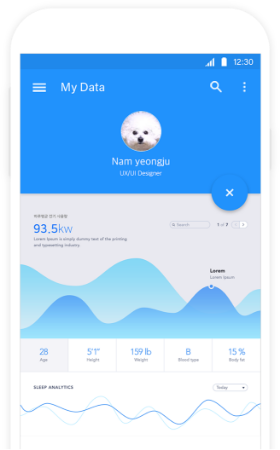 12:30
My Data
Nam yeongju
UX/UI Designer
93.5kw
Lorem Ipsum is simply dummy text of the printing
and typesetting industry.
Search
1 of 7
Lorem
Lorem Ipsum
28
Age
5'1"
Height
159 lb
Weight
B
Blood type
15 %
Body fat
SLEEP ANALYTICS
Today